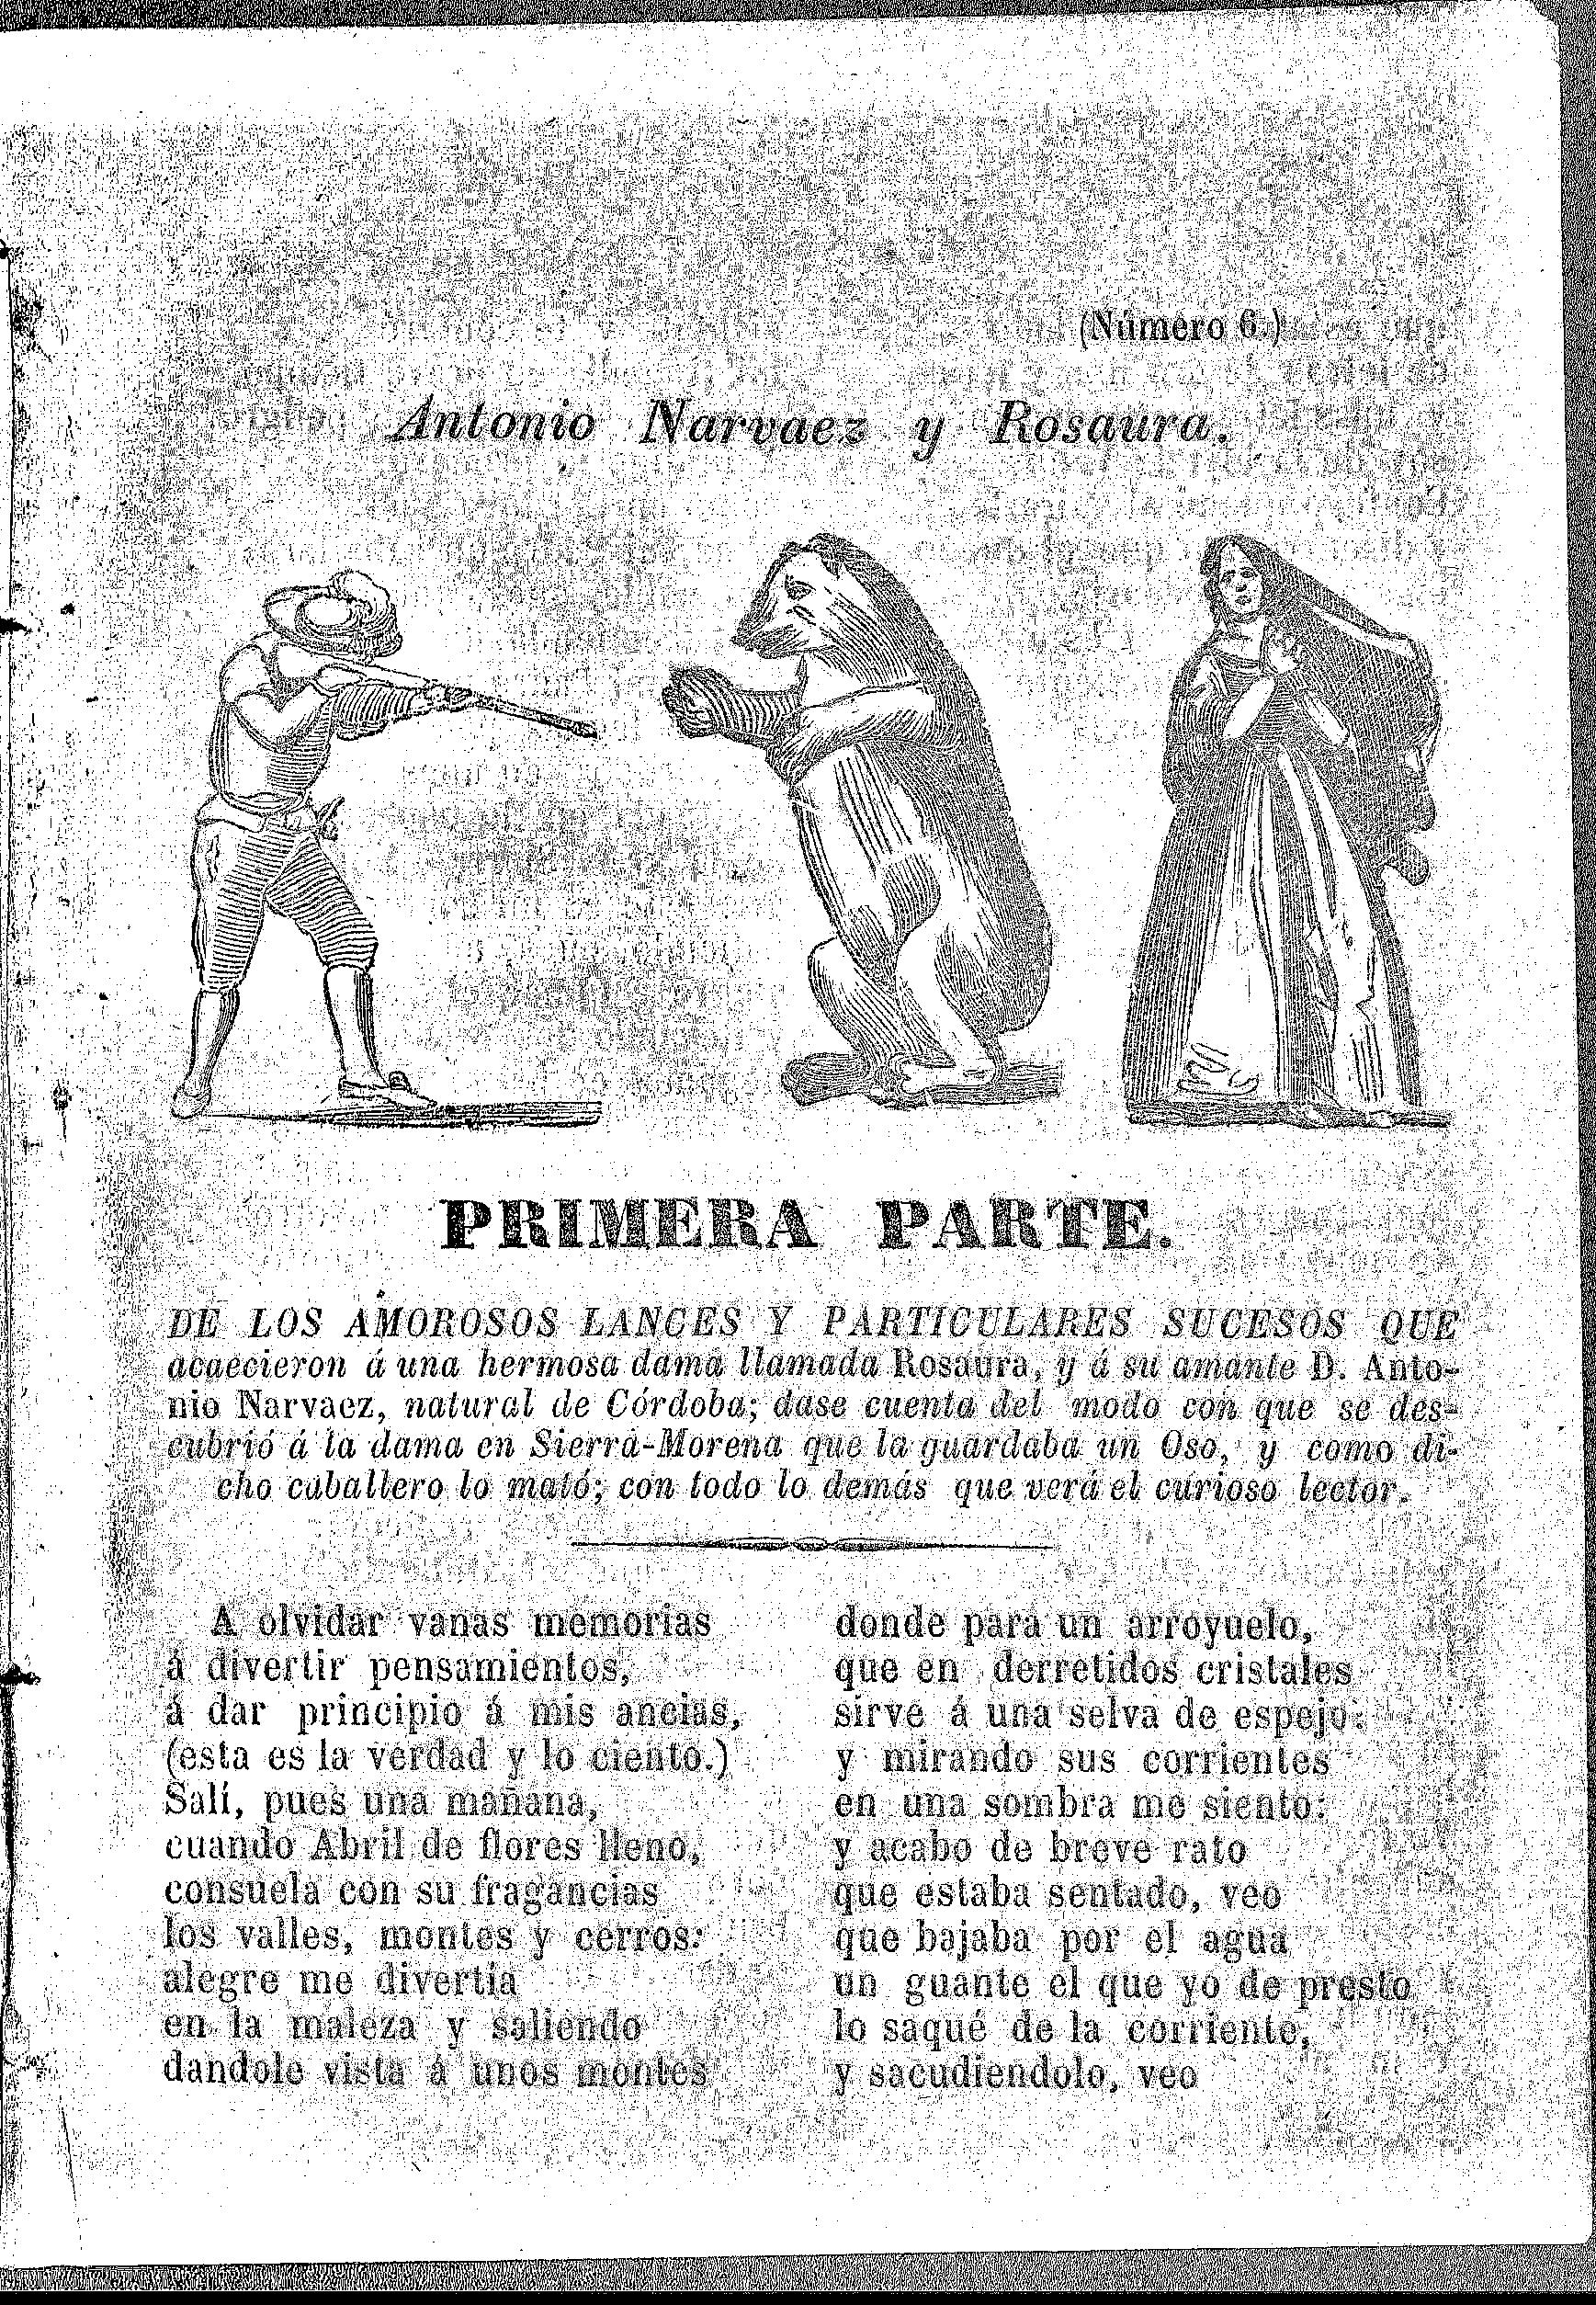 (Número 6.)
Antonio Narvaez y Rosaura.
PRIMERA PARTE.
DE LOS AMOROSOS LANCES Y PARTICULARES SUCESOS QUE
acaecieron á una hermosa dama llamada Rosaura, y á su amante D. Anto-
nio Narvaez, natural de Córdoba; dase cuenta del modo con que se des-
cubrió á la dama en Sierra-Morena que la guardaba un Oso, y como di-
cho caballero lo mató; con todo lo demás que verá el curioso lector.
A olvidar vanas memorias
á divertir pensamientos,
á dar principio á mis ancias,
(esta es la verdad y lo ciento.)
Salí, pues una mañana,
cuando Abril de flores lleno,
consuela con su fragancias
los valles, montes y cerros:
alegre me divertia
en la maleza y saliendo
dandole vista á unos montes
donde para un arroyuelo,
que en derretidos cristales
sirve á una selva de espejo:
y mirando sus corrientes
en una sombra me siento:
y acabo de breve rato
que estaba sentado, veo
que bajaba por el agua
un guante el que yo de presto
lo saqué de la corriente,
y sacudiendolo, veo